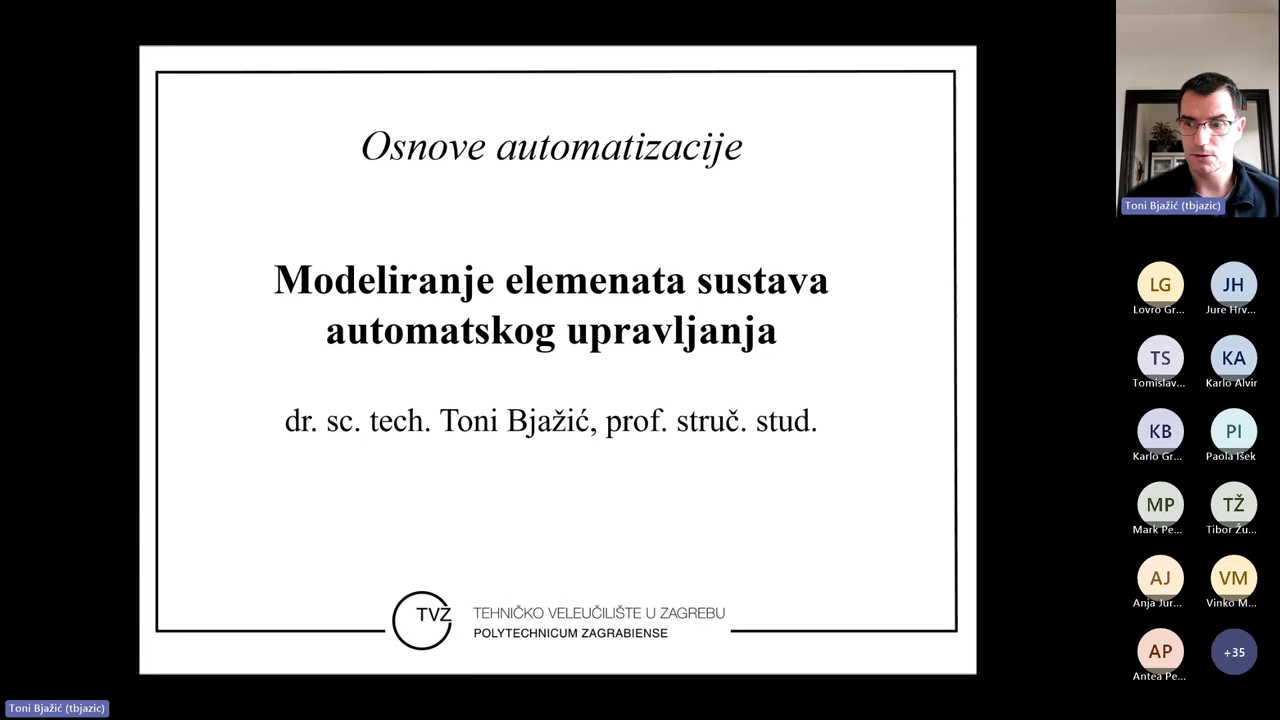 Osnove automatizacije
Modeliranje elemenata sustava
automatskog upravljanja
dr. sc. tech. Toni Bjažić, prof. struč. stud.
TVŽ
TEHNIČKO VELEUČILIŠTE U ZAGREBU
POLYTECHNICUM ZAGRABIENSE
Toni Bjažić (tbjazic)
LG
JH
Lovro Gr...
Jure Hrv...
TS
KA
Tomislav...
Karlo Alvir
KB
PI
Karlo Gr...
Paola Išek
MP
TŽ
Mark Pe...
Tibor Žu...
AJ
VM
Anja Jur...
Vinko M...
AP
+35
Antea Pe...
Toni Bjažić (tbjazic)